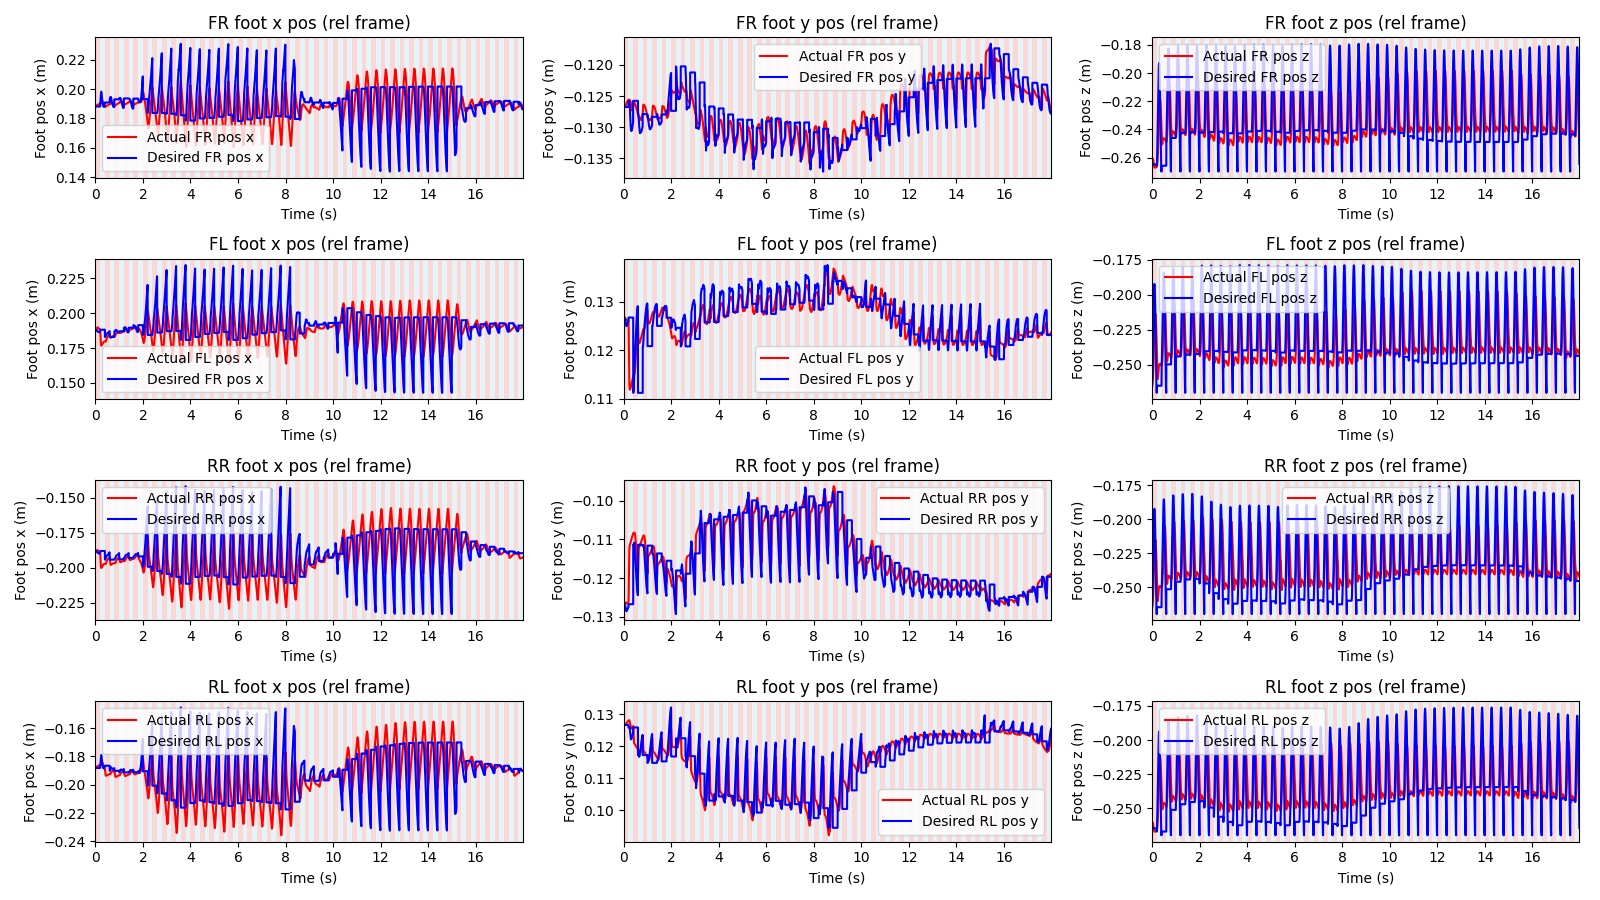 FR foot x pos (rel frame)
FR foot y pos (rel frame)
FR foot z pos (rel frame)
Foot pos x (m)
0.22
0.20
0.18
0.16
0.14
Actual FR pos x
Desired FR pos x
0 2 4 6 8 10 12 14 16
Time (s)
Foot pos y (m)
−0.120
−0.125
−0.130
−0.135
Actual FR pos y
Desired FR pos y
0 2 4 6 8 10 12 14 16
Time (s)
Foot pos z (m)
−0.18
−0.20
−0.22
−0.24
−0.26
Actual FR pos z
Desired FR pos z
0 2 4 6 8 10 12 14 16
Time (s)
FL foot x pos (rel frame)
FL foot y pos (rel frame)
FL foot z pos (rel frame)
Foot pos x (m)
0.225
0.200
0.175
0.150
Actual FL pos x
Desired FR pos x
0 2 4 6 8 10 12 14 16
Time (s)
Foot pos y (m)
0.13
0.12
0.11
Actual FL pos y
Desired FL pos y
0 2 4 6 8 10 12 14 16
Time (s)
Foot pos z (m)
−0.175
−0.200
−0.225
−0.250
Actual FL pos z
Desired FL pos z
0 2 4 6 8 10 12 14 16
Time (s)
RR foot x pos (rel frame)
RR foot y pos (rel frame)
RR foot z pos (rel frame)
Foot pos x (m)
−0.150
−0.175
−0.200
−0.225
Actual RR pos x
Desired RR pos x
0 2 4 6 8 10 12 14 16
Time (s)
Foot pos y (m)
−0.10
−0.11
−0.12
−0.13
Actual RR pos y
Desired RR pos y
0 2 4 6 8 10 12 14 16
Time (s)
Foot pos z (m)
−0.175
−0.200
−0.225
−0.250
Actual RR pos z
Desired RR pos z
0 2 4 6 8 10 12 14 16
Time (s)
RL foot x pos (rel frame)
RL foot y pos (rel frame)
RL foot z pos (rel frame)
Foot pos x (m)
−0.16
−0.18
−0.20
−0.22
−0.24
Actual RL pos x
Desired RL pos x
0 2 4 6 8 10 12 14 16
Time (s)
Foot pos y (m)
0.13
0.12
0.11
0.10
Actual RL pos y
Desired RL pos y
0 2 4 6 8 10 12 14 16
Time (s)
Foot pos z (m)
−0.175
−0.200
−0.225
−0.250
Actual RL pos z
Desired RL pos z
0 2 4 6 8 10 12 14 16
Time (s)